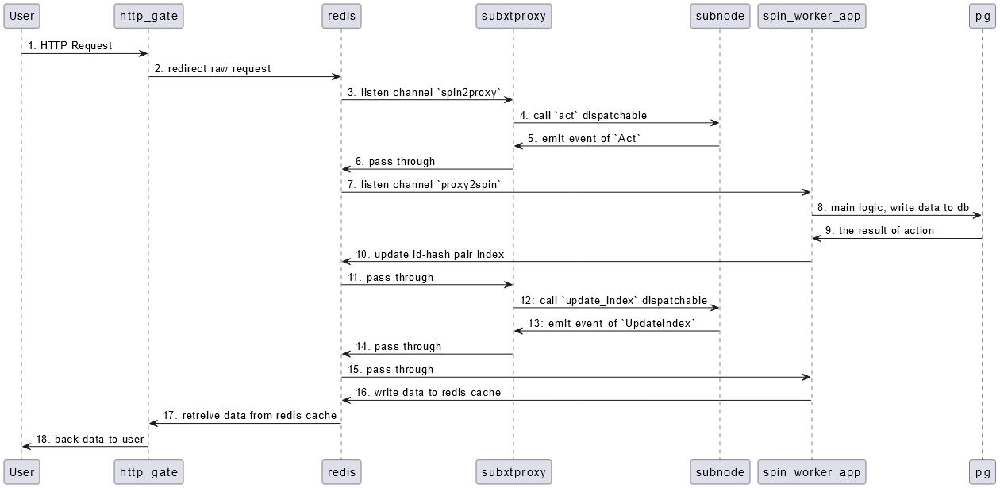 User http_gate redis subxtproxy subnode spin_worker_app pg
1. HTTP Request
2. redirect raw request
3. listen channel `spin2proxy`
4. call `act` dispatchable
5. emit event of `Act`
6. pass through
7. listen channel `proxy2spin`
8. main logic, write data to db
9. the result of action
10. update id-hash pair index
11. pass through
12: call `update_index` dispatchable
13: emit event of `UpdateIndex`
14. pass through
15. pass through
16. write data to redis cache
17. retreive data from redis cache
18. back data to user
User http_gate redis subxtproxy subnode spin_worker_app pg